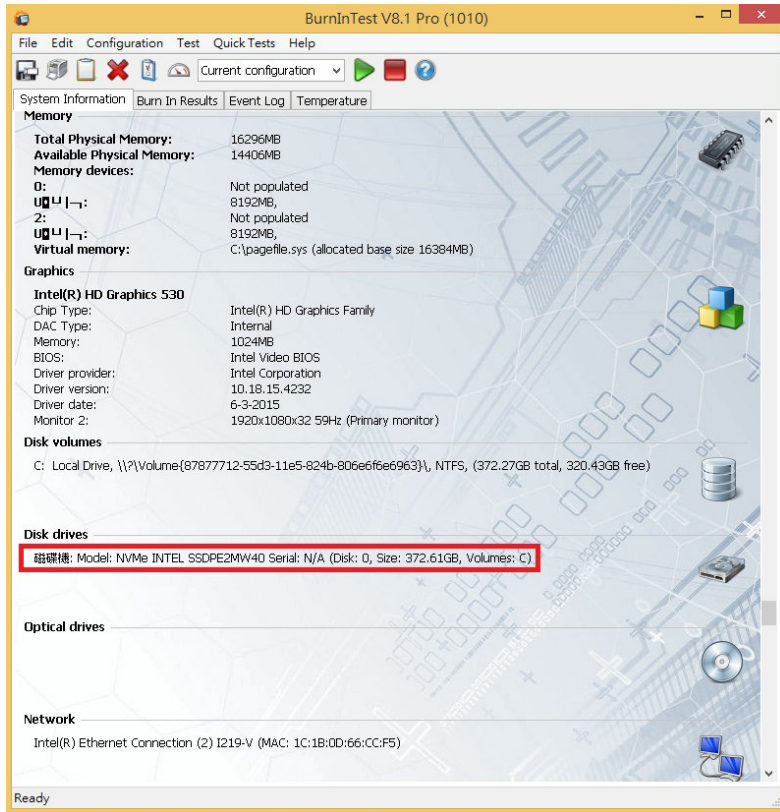 BurnInTest V8.1 Pro (1010)
File Edit Configuration Test Quick Tests Help
Current configuration
System Information Burn In Results Event Log Temperature
Memory
Total Physical Memory: 16296MB
Available Physical Memory: 14406MB
Memory devices:
0: Not populated
8192MB,
2: Not populated
8192MB,
Virtual memory: C:\pagefile.sys (allocated base size 16384MB)
Graphics
Intel(R) HD Graphics 530
Chip Type: Intel(R) HD Graphics Family
DAC Type: Internal
Memory: 1024MB
BIOS: Intel Video BIOS
Driver provider: Intel Corporation
Driver version: 10.18.15.4232
Driver date: 6-3-2015
Monitor 2: 1920x1080x32 59Hz (Primary monitor)
Disk volumes
C: Local Drive, \\?\Volume{87877712-55d3-11e5-824b-806e6f6e6963}\, NTFS, (372.27GB total, 320.43GB free)
Disk drives
磁碟機: Model: NVMe INTEL SSDPE2MW40 Serial: N/A (Disk: 0, Size: 372.61GB, Volumes: C)
Optical drives
Network
Intel(R) Ethernet Connection (2) I219-V (MAC: 1C:1B:0D:66:CC:F5)
Ready